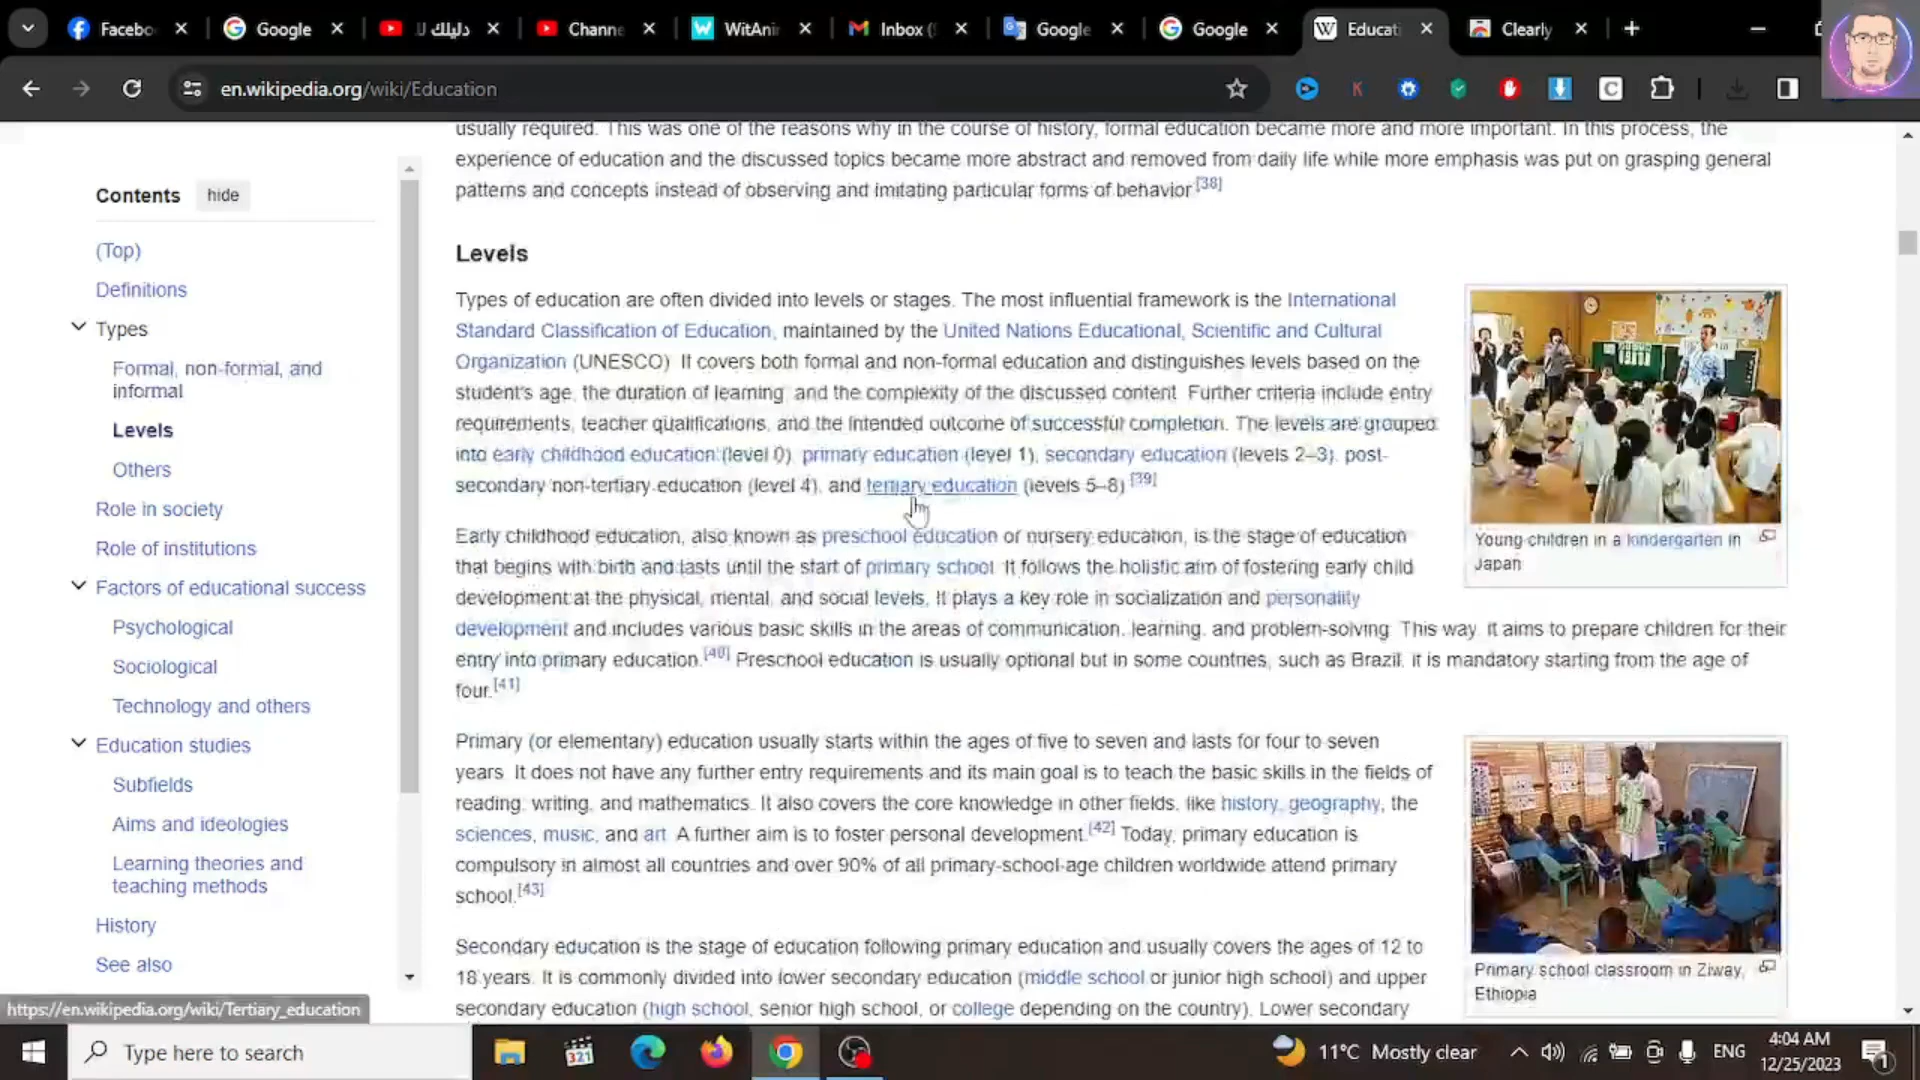 Facebo
Google
دليلك لـ
Chann
WitAni
Inbox (
Google
Google
Educati
Clearly
en.wikipedia.org/wiki/Education
usually required. This was one of the reasons why in the course of history, formal education became more and more important. In this process, the
experience of education and the discussed topics became more abstract and removed from daily life while more emphasis was put on grasping general
patterns and concepts instead of observing and imitating particular forms of behavior.[38]
Contents hide
(Top)
Definitions
Types
Formal, non-formal, and
informal
Levels
Others
Role in society
Role of institutions
Factors of educational success
Psychological
Sociological
Technology and others
Education studies
Subfields
Aims and ideologies
Learning theories and
teaching methods
History
See also
Levels
Types of education are often divided into levels or stages. The most influential framework is the International
Standard Classification of Education, maintained by the United Nations Educational, Scientific and Cultural
Organization (UNESCO). It covers both formal and non-formal education and distinguishes levels based on the
student's age, the duration of learning, and the complexity of the discussed content. Further criteria include entry
requirements, teacher qualifications, and the intended outcome of successful completion. The levels are grouped
into early childhood education (level 0), primary education (level 1), secondary education (levels 2–3), post-
secondary non-tertiary education (level 4), and tertiary education (levels 5–8).[39]
Early childhood education, also known as preschool education or nursery education, is the stage of education
that begins with birth and lasts until the start of primary school. It follows the holistic aim of fostering early child
development at the physical, mental, and social levels. It plays a key role in socialization and personality
development and includes various basic skills in the areas of communication, learning, and problem-solving. This way, it aims to prepare children for their
entry into primary education.[40] Preschool education is usually optional but in some countries, such as Brazil, it is mandatory starting from the age of
four.[41]
Primary (or elementary) education usually starts within the ages of five to seven and lasts for four to seven
years. It does not have any further entry requirements and its main goal is to teach the basic skills in the fields of
reading, writing, and mathematics. It also covers the core knowledge in other fields, like history, geography, the
sciences, music, and art. A further aim is to foster personal development.[42] Today, primary education is
compulsory in almost all countries and over 90% of all primary-school-age children worldwide attend primary
school.[43]
Secondary education is the stage of education following primary education and usually covers the ages of 12 to
18 years. It is commonly divided into lower secondary education (middle school or junior high school) and upper
secondary education (high school, senior high school, or college depending on the country). Lower secondary
Young children in a kindergarten in
Japan
Primary school classroom in Ziway,
Ethiopia
https://en.wikipedia.org/wiki/Tertiary_education
Type here to search
321
11°C Mostly clear
ENG
4:04 AM
12/25/2023
1